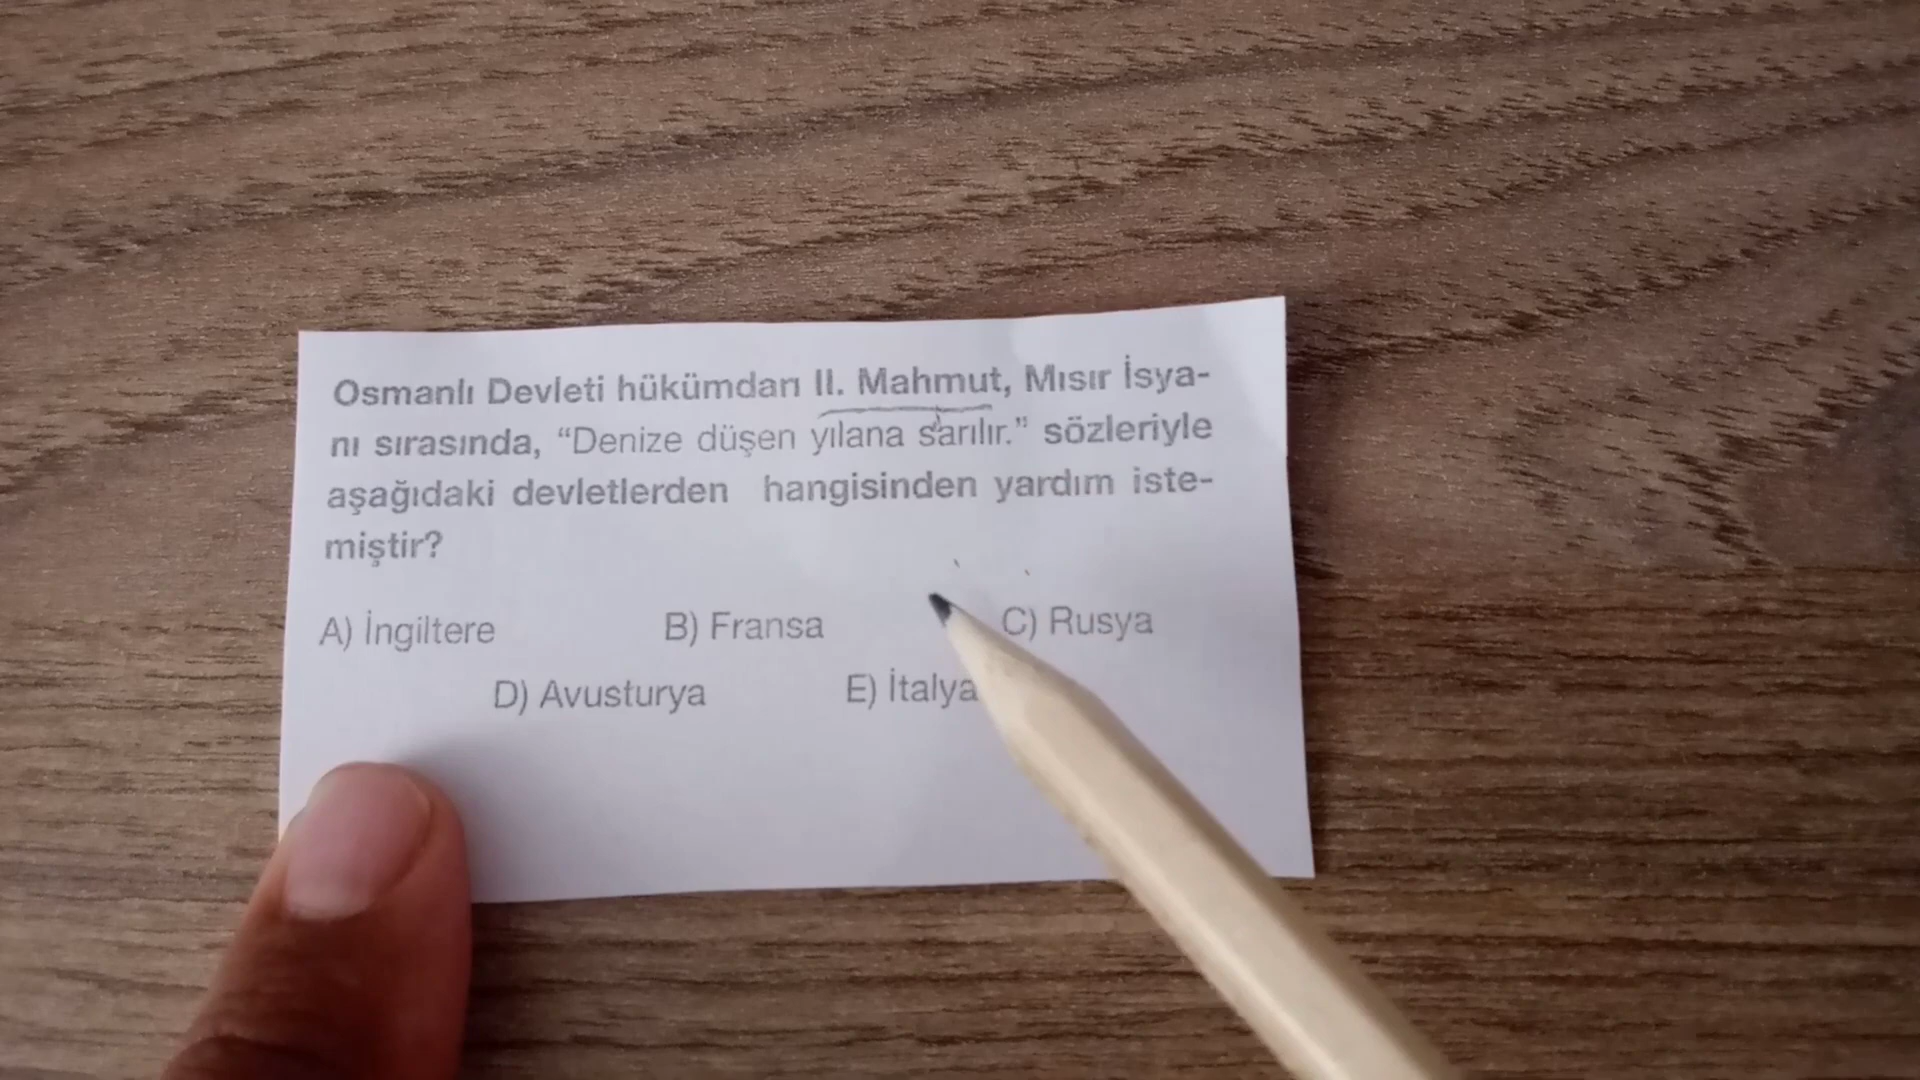 Osmanlı Devleti hükümdarı II. Mahmut, Mısır İsya-
nı sırasında, “Denize düşen yılana sarılır.” sözleriyle
aşağıdaki devletlerden hangisinden yardım iste-
miştir?
A) İngiltere B) Fransa C) Rusya
D) Avusturya E) İtalya